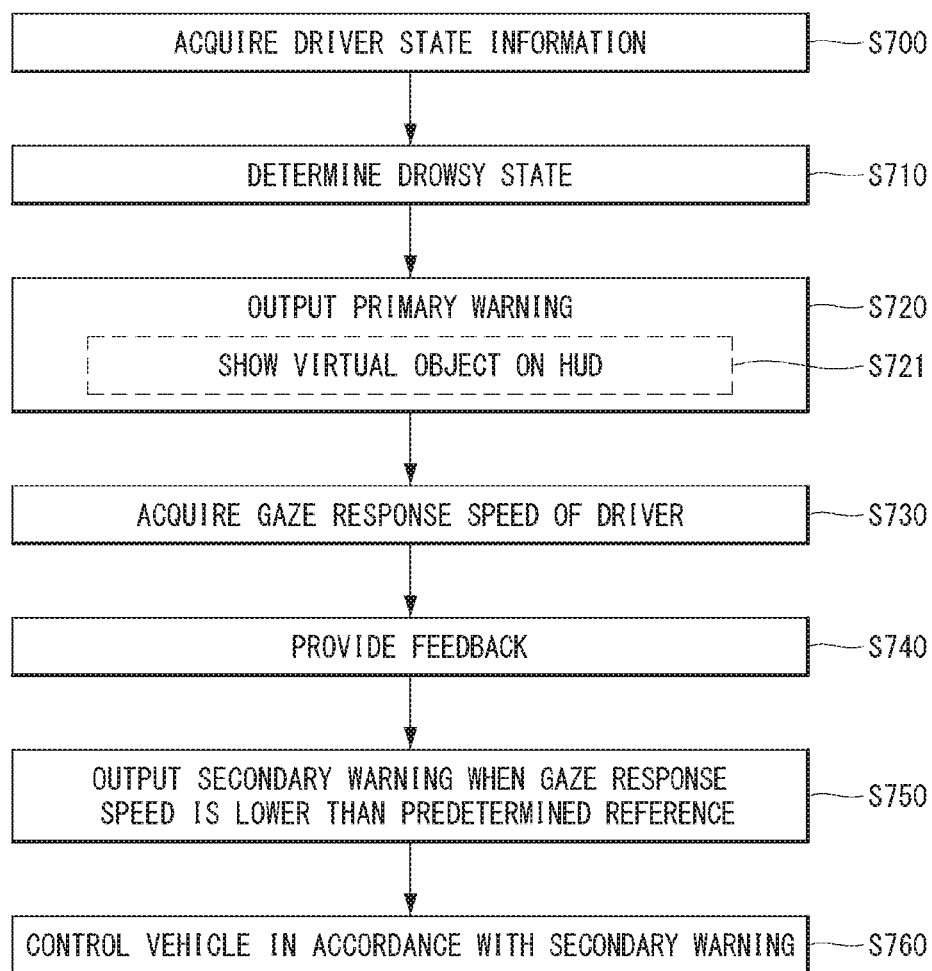 ACQUIRE DRIVER STATE INFORMATION S700
DETERMINE DROWSY STATE S710
OUTPUT PRIMARY WARNING S720
SHOW VIRTUAL OBJECT ON HUD S721
ACQUIRE GAZE RESPONSE SPEED OF DRIVER S730
PROVIDE FEEDBACK S740
OUTPUT SECONDARY WARNING WHEN GAZE RESPONSE
SPEED IS LOWER THAN PREDETERMINED REFERENCE S750
CONTROL VEHICLE IN ACCORDANCE WITH SECONDARY WARNING S760